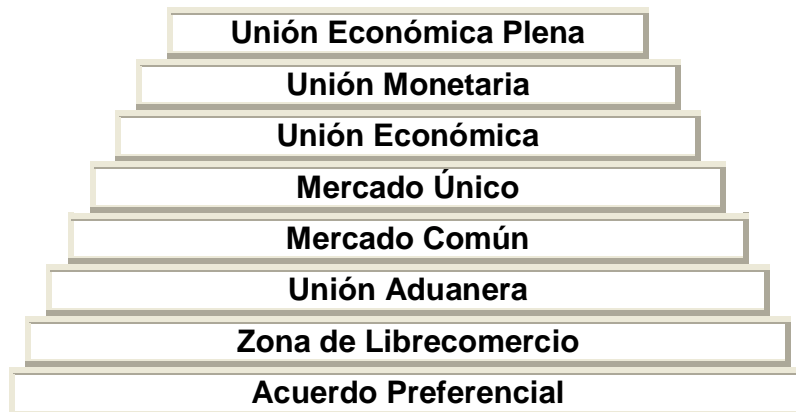 Unión Económica Plena
Unión Monetaria
Unión Económica
Mercado Único
Mercado Común
Unión Aduanera
Zona de Librecomercio
Acuerdo Preferencial